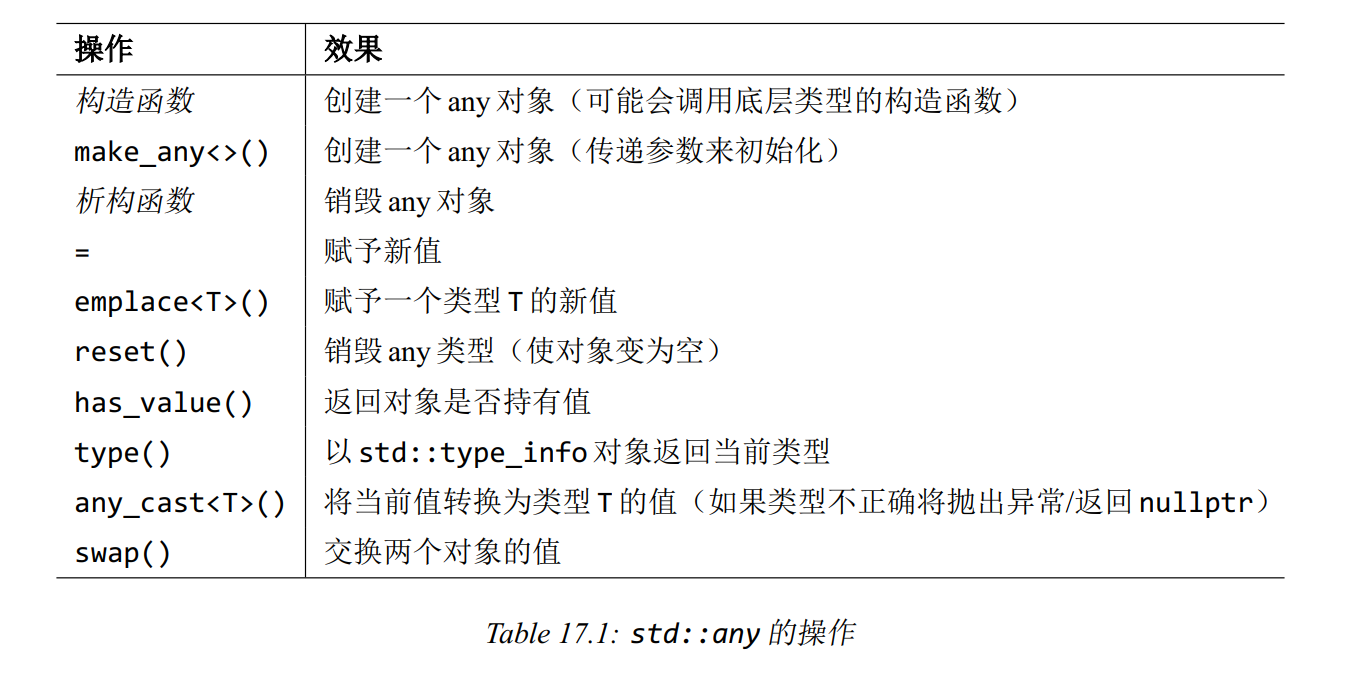 操作 效果
构造函数 创建一个 any 对象（可能会调用底层类型的构造函数）
make_any<>() 创建一个 any 对象（传递参数来初始化）
析构函数 销毁 any 对象
= 赋予新值
emplace<T>() 赋予一个类型 T 的新值
reset() 销毁 any 类型（使对象变为空）
has_value() 返回对象是否持有值
type() 以 std::type_info 对象返回当前类型
any_cast<T>() 将当前值转换为类型 T 的值（如果类型不正确将抛出异常/返回 nullptr）
swap() 交换两个对象的值
Table 17.1: std::any 的操作